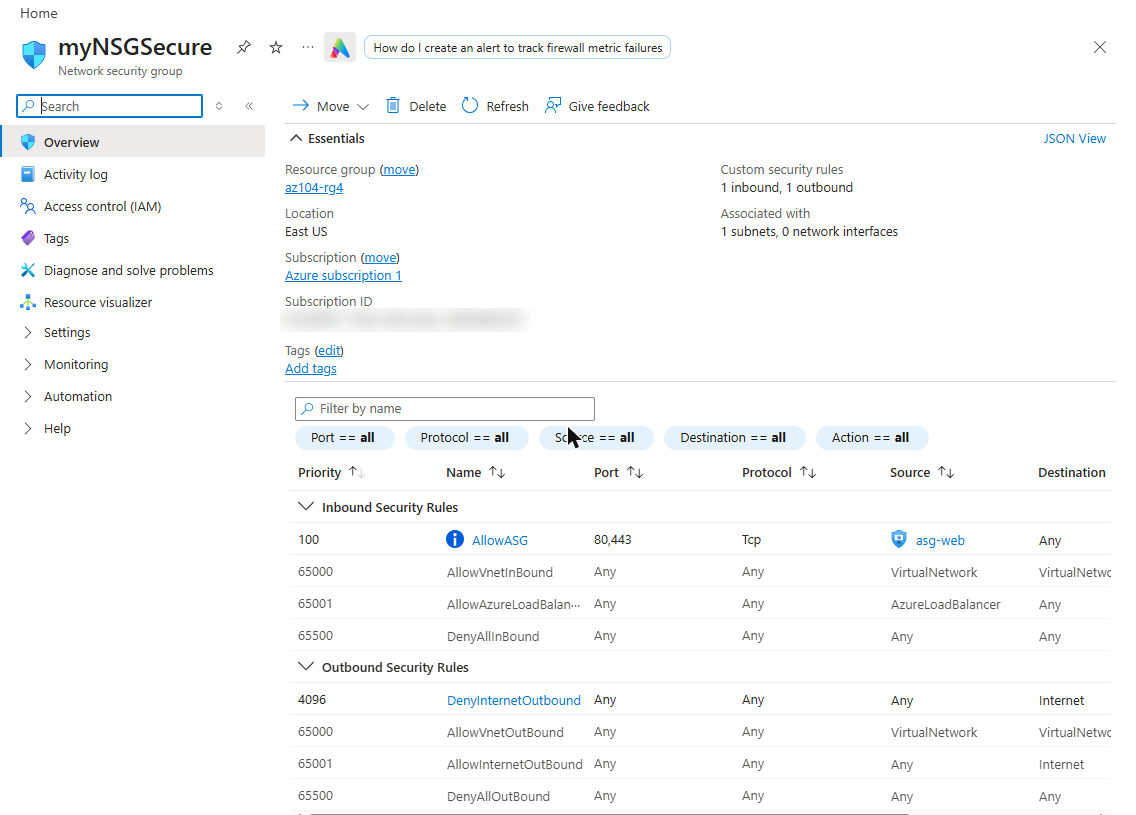 Home
myNSGSecure
How do I create an alert to track firewall metric failures
Network security group
Search
Move Delete Refresh Give feedback
Overview
Activity log
Access control (IAM)
Tags
Diagnose and solve problems
Resource visualizer
Settings
Monitoring
Automation
Help
Essentials
JSON View
Resource group (move)
az104-rg4
Location
East US
Subscription (move)
Azure subscription 1
Subscription ID
Tags (edit)
Add tags
Custom security rules
1 inbound, 1 outbound
Associated with
1 subnets, 0 network interfaces
Filter by name
Port == all Protocol == all Source == all Destination == all Action == all
Priority Name Port Protocol Source Destination
Inbound Security Rules
100 AllowASG 80,443 Tcp asg-web Any
65000 AllowVnetInBound Any Any VirtualNetwork VirtualNetwo
65001 AllowAzureLoadBalan··· Any Any AzureLoadBalancer Any
65500 DenyAllInBound Any Any Any Any
Outbound Security Rules
4096 DenyInternetOutbound Any Any Any Internet
65000 AllowVnetOutBound Any Any VirtualNetwork VirtualNetwo
65001 AllowInternetOutBound Any Any Any Internet
65500 DenyAllOutBound Any Any Any Any